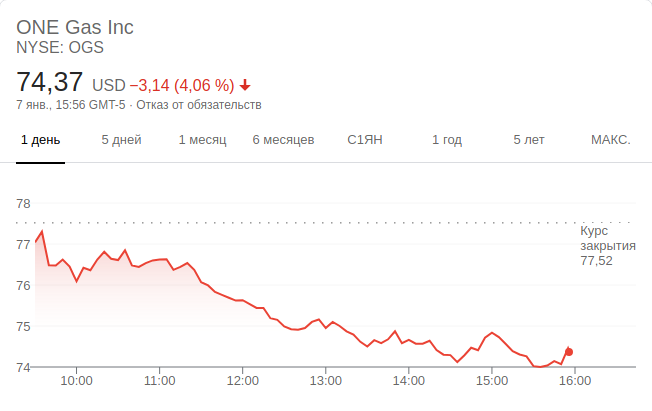 ONE Gas Inc
NYSE: OGS
74,37 USD −3,14 (4,06 %)
7 янв., 15:56 GMT-5 · Отказ от обязательств
1 день 5 дней 1 месяц 6 месяцев С1ЯН 1 год 5 лет МАКС.
78
Курс
закрытия
77,52
77
76
75
74
10:00 11:00 12:00 13:00 14:00 15:00 16:00